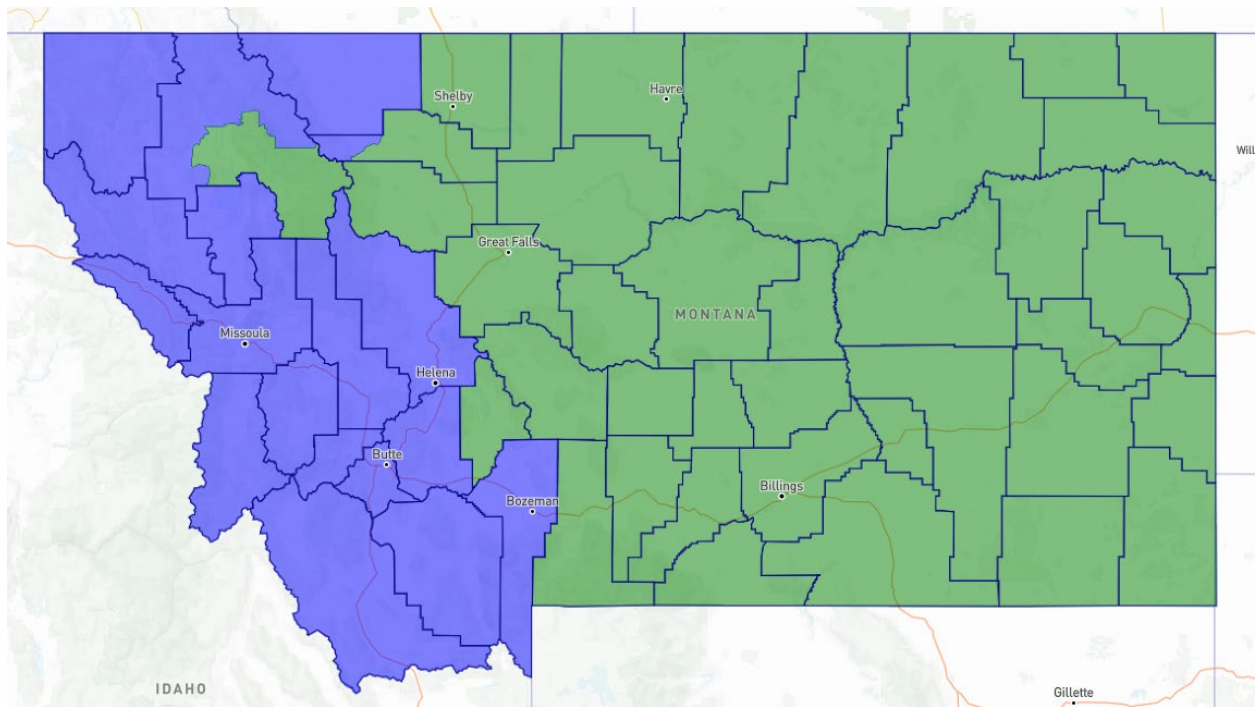 Shelby
Havre
Will
Great Falls
MONTANA
Missoula
Helena
Butte
Billings
Bozeman
IDAHO
Gillette